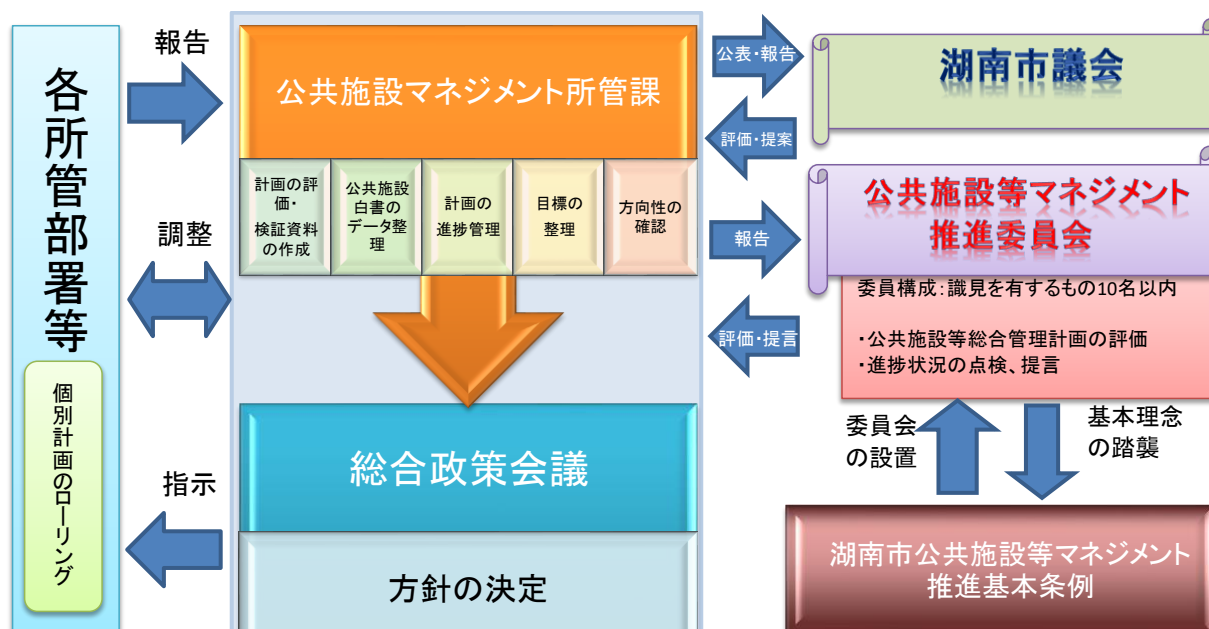 各所管部署等
個別計画のローリング
報告
調整
指示
公共施設マネジメント所管課
計画の評
価・
検証資料
の作成
公共施設
白書の
データ整
理
計画の
進捗管理
目標の
整理
方向性の
確認
総合政策会議
方針の決定
公表・報告
評価・提案
報告
評価・提言
湖南市議会
公共施設等マネジメント
推進委員会
委員構成：識見を有するもの10名以内
・公共施設等総合管理計画の評価
・進捗状況の点検、提言
委員会
の設置
基本理念
の踏襲
湖南市公共施設等マネジメント
推進基本条例